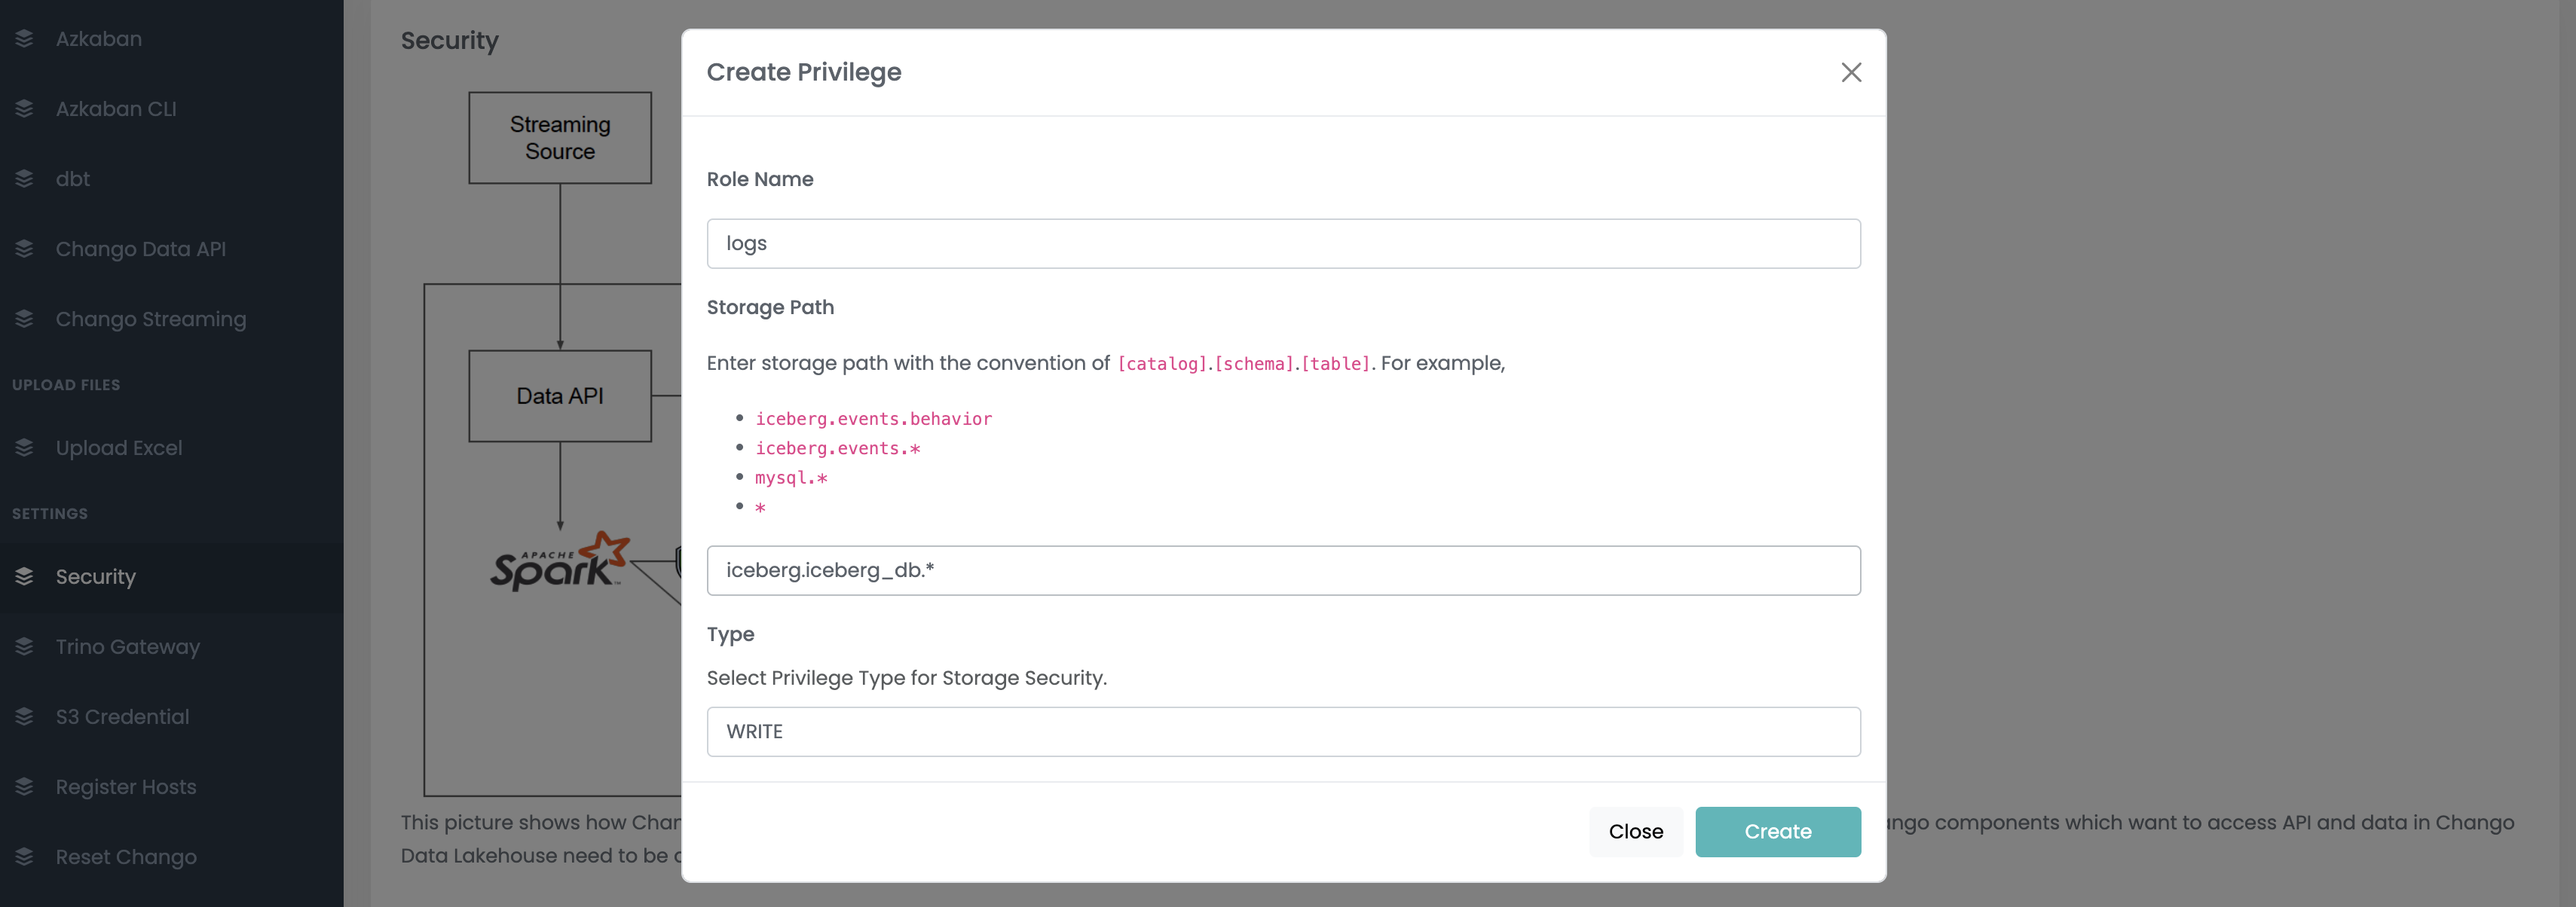 Azkaban
Azkaban CLI
dbt
Chango Data API
Chango Streaming
UPLOAD FILES
Upload Excel
SETTINGS
Security
Trino Gateway
S3 Credential
Register Hosts
Reset Chango
Security
Streaming
Source
Data API
APACHE
Spark™
This picture shows how Chan
Data Lakehouse need to be
ngo components which want to access API and data in Chango
Create Privilege
Role Name
logs
Storage Path
Enter storage path with the convention of [catalog].[schema].[table]. For example,
• iceberg.events.behavior
• iceberg.events.*
• mysql.*
• *
iceberg.iceberg_db.*
Type
Select Privilege Type for Storage Security.
WRITE
Close
Create